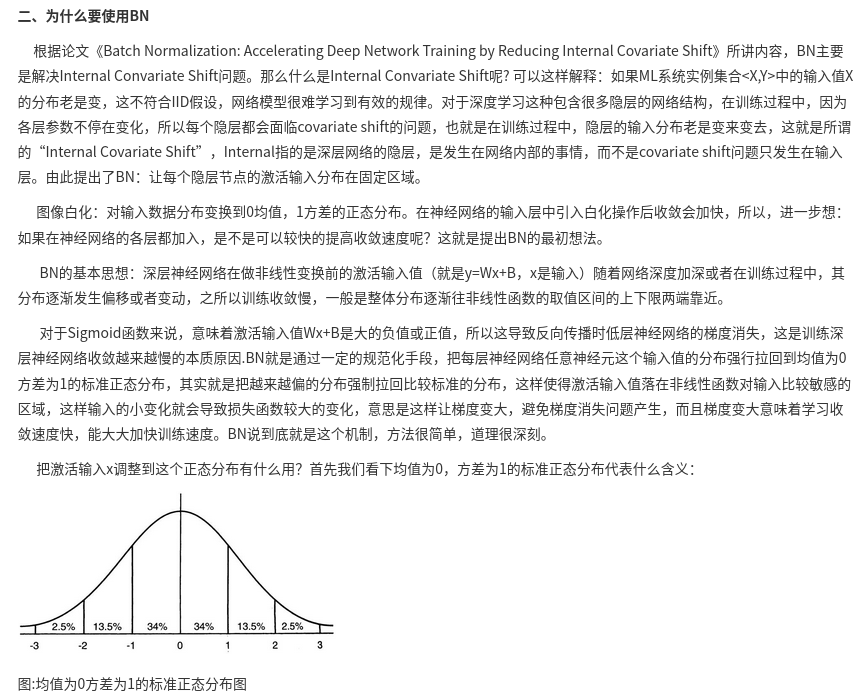 二、为什么要使用BN
根据论文《Batch Normalization: Accelerating Deep Network Training by Reducing Internal Covariate Shift》所讲内容，BN主要
是解决Internal Convariate Shift问题。那么什么是Internal Convariate Shift呢? 可以这样解释：如果ML系统实例集合<X,Y>中的输入值X
的分布老是变，这不符合IID假设，网络模型很难学习到有效的规律。对于深度学习这种包含很多隐层的网络结构，在训练过程中，因为
各层参数不停在变化，所以每个隐层都会面临covariate shift的问题，也就是在训练过程中，隐层的输入分布老是变来变去，这就是所谓
的“Internal Covariate Shift”，Internal指的是深层网络的隐层，是发生在网络内部的事情，而不是covariate shift问题只发生在输入
层。由此提出了BN：让每个隐层节点的激活输入分布在固定区域。
图像白化：对输入数据分布变换到0均值，1方差的正态分布。在神经网络的输入层中引入白化操作后收敛会加快，所以，进一步想：
如果在神经网络的各层都加入，是不是可以较快的提高收敛速度呢？这就是提出BN的最初想法。
BN的基本思想：深层神经网络在做非线性变换前的激活输入值（就是y=Wx+B，x是输入）随着网络深度加深或者在训练过程中，其
分布逐渐发生偏移或者变动，之所以训练收敛慢，一般是整体分布逐渐往非线性函数的取值区间的上下限两端靠近。
对于Sigmoid函数来说，意味着激活输入值Wx+B是大的负值或正值，所以这导致反向传播时低层神经网络的梯度消失，这是训练深
层神经网络收敛越来越慢的本质原因.BN就是通过一定的规范化手段，把每层神经网络任意神经元这个输入值的分布强行拉回到均值为0
方差为1的标准正态分布，其实就是把越来越偏的分布强制拉回比较标准的分布，这样使得激活输入值落在非线性函数对输入比较敏感的
区域，这样输入的小变化就会导致损失函数较大的变化，意思是这样让梯度变大，避免梯度消失问题产生，而且梯度变大意味着学习收
敛速度快，能大大加快训练速度。BN说到底就是这个机制，方法很简单，道理很深刻。
把激活输入x调整到这个正态分布有什么用？首先我们看下均值为0，方差为1的标准正态分布代表什么含义：
2.5% 13.5% 34% 34% 13.5% 2.5%
-3 -2 -1 0 1 2 3
图:均值为0方差为1的标准正态分布图